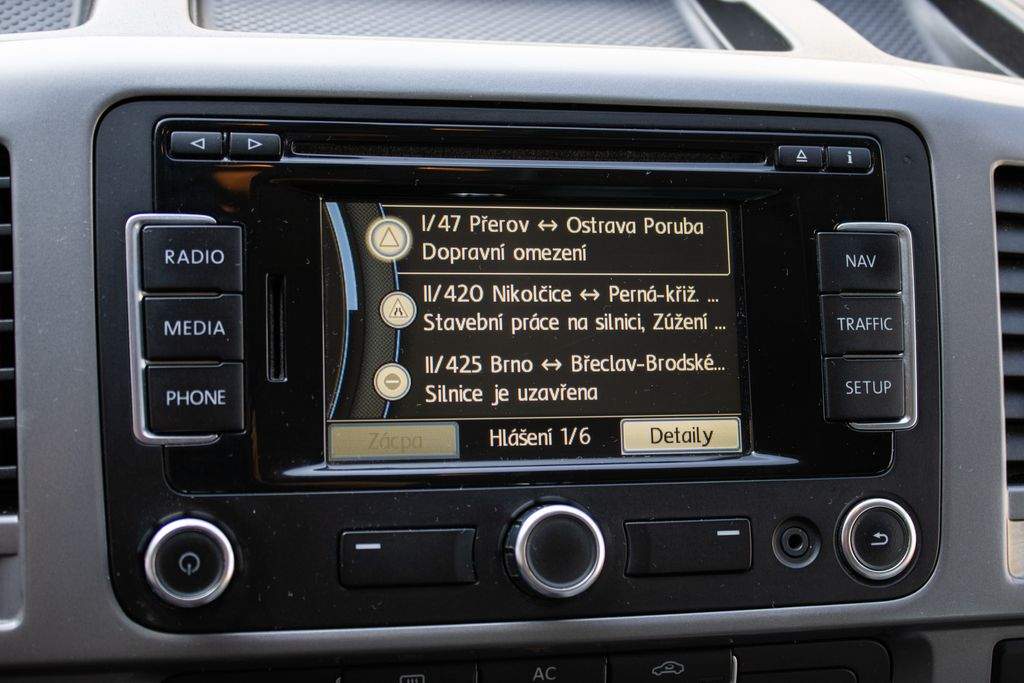 I/47 Přerov ↔ Ostrava Poruba
Dopravní omezení
II/420 Nikolčice ↔ Perná-křiž. ...
Stavební práce na silnici, Zúžení ...
II/425 Brno ↔ Břeclav-Brodské...
Silnice je uzavřena
Zácpa
Hlášení 1/6
Detaily
RADIO
MEDIA
PHONE
NAV
TRAFFIC
SETUP
i
AC